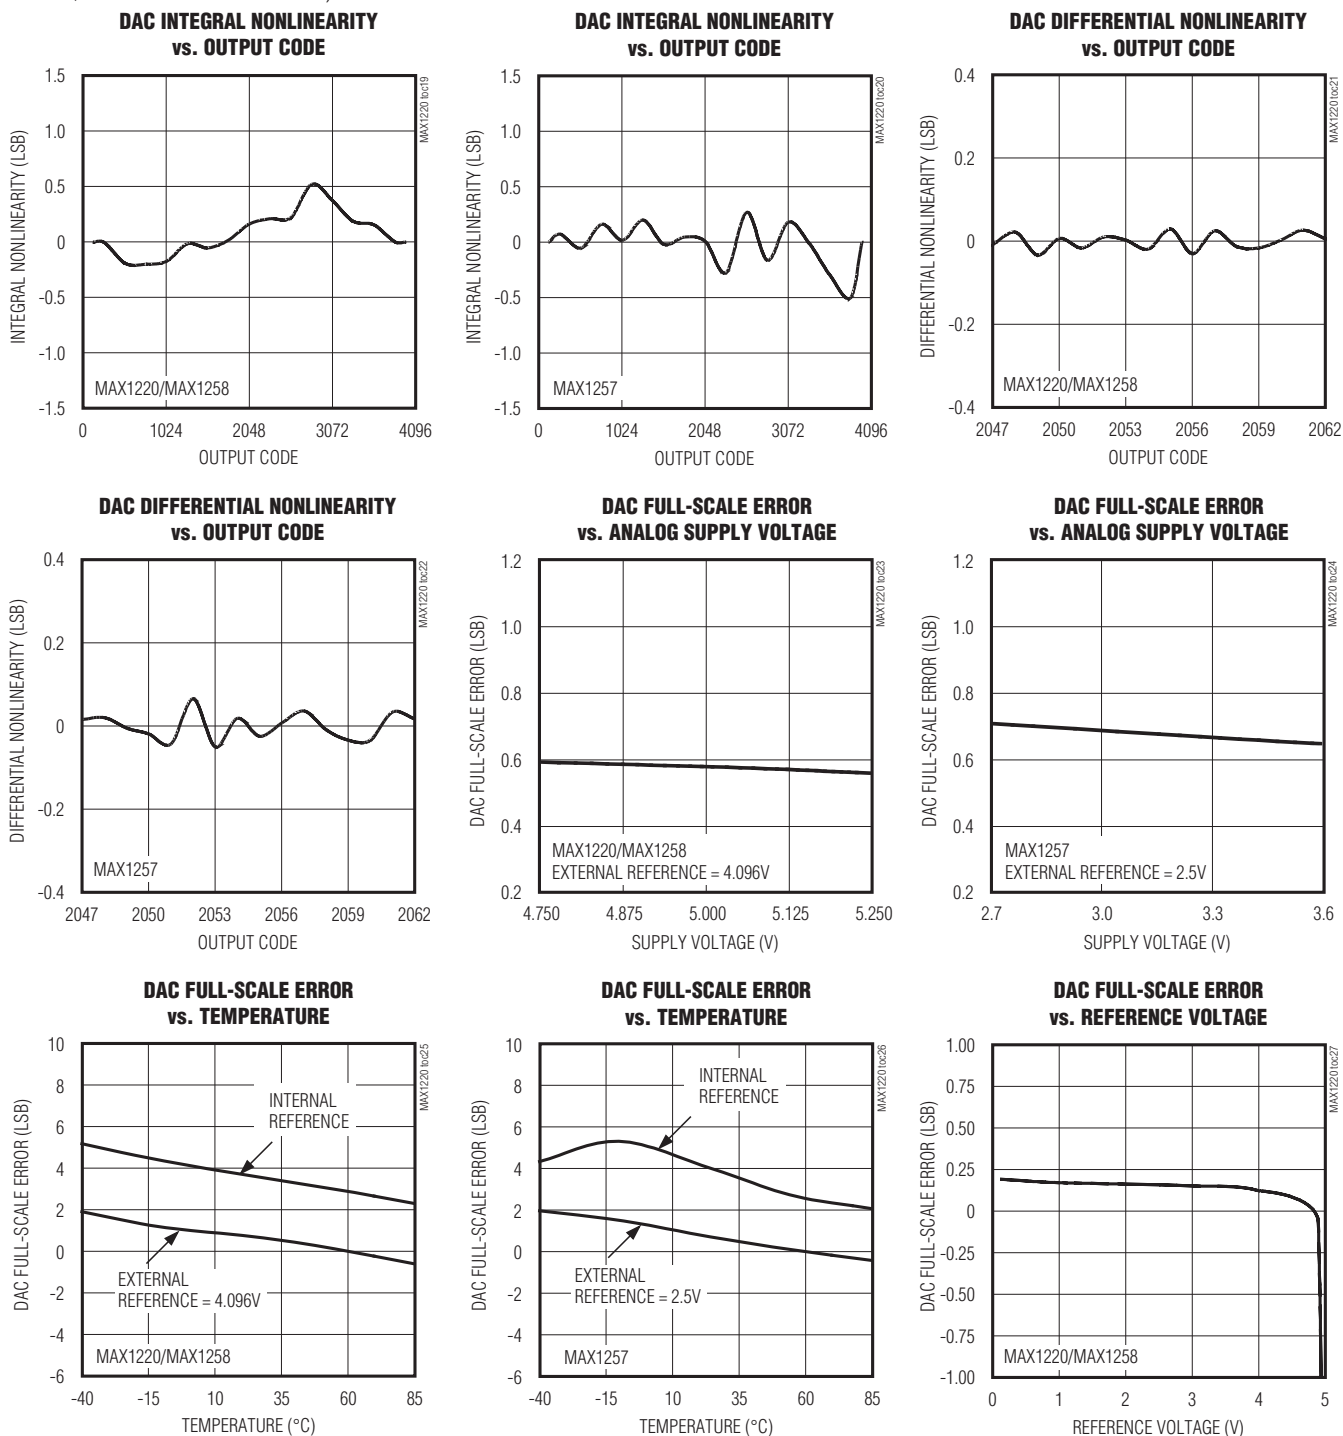 DAC INTEGRAL NONLINEARITY
vs. OUTPUT CODE
INTEGRAL NONLINEARITY (LSB)
1.5
1.0
0.5
0
-0.5
-1.0
-1.5
MAX1220/MAX1258
MAX1220 toc19
0 1024 2048 3072 4096
OUTPUT CODE
DAC INTEGRAL NONLINEARITY
vs. OUTPUT CODE
INTEGRAL NONLINEARITY (LSB)
1.5
1.0
0.5
0
-0.5
-1.0
-1.5
MAX1257
MAX1220 toc20
0 1024 2048 3072 4096
OUTPUT CODE
DAC DIFFERENTIAL NONLINEARITY
vs. OUTPUT CODE
DIFFERENTIAL NONLINEARITY (LSB)
0.4
0.2
0
-0.2
-0.4
MAX1220/MAX1258
MAX1220 toc21
2047 2050 2053 2056 2059 2062
OUTPUT CODE
DAC DIFFERENTIAL NONLINEARITY
vs. OUTPUT CODE
DIFFERENTIAL NONLINEARITY (LSB)
0.4
0.2
0
-0.2
-0.4
MAX1257
MAX1220 toc22
2047 2050 2053 2056 2059 2062
OUTPUT CODE
DAC FULL-SCALE ERROR
vs. ANALOG SUPPLY VOLTAGE
DAC FULL-SCALE ERROR (LSB)
1.2
1.0
0.8
0.6
0.4
0.2
MAX1220/MAX1258
EXTERNAL REFERENCE = 4.096V
MAX1220 toc23
4.750 4.875 5.000 5.125 5.250
SUPPLY VOLTAGE (V)
DAC FULL-SCALE ERROR
vs. ANALOG SUPPLY VOLTAGE
DAC FULL-SCALE ERROR (LSB)
1.2
1.0
0.8
0.6
0.4
0.2
MAX1257
EXTERNAL REFERENCE = 2.5V
MAX1220 toc24
2.7 3.0 3.3 3.6
SUPPLY VOLTAGE (V)
DAC FULL-SCALE ERROR
vs. TEMPERATURE
DAC FULL-SCALE ERROR (LSB)
10
8
6
4
2
0
-2
-4
-6
INTERNAL
REFERENCE
EXTERNAL
REFERENCE = 4.096V
MAX1220/MAX1258
MAX1220 toc25
-40 -15 10 35 60 85
TEMPERATURE (°C)
DAC FULL-SCALE ERROR
vs. TEMPERATURE
DAC FULL-SCALE ERROR (LSB)
10
8
6
4
2
0
-2
-4
-6
INTERNAL
REFERENCE
EXTERNAL
REFERENCE = 2.5V
MAX1257
MAX1220 toc26
-40 -15 10 35 60 85
TEMPERATURE (°C)
DAC FULL-SCALE ERROR
vs. REFERENCE VOLTAGE
DAC FULL-SCALE ERROR (LSB)
1.00
0.75
0.50
0.25
0
-0.25
-0.50
-0.75
-1.00
MAX1220/MAX1258
MAX1220 toc27
0 1 2 3 4 5
REFERENCE VOLTAGE (V)